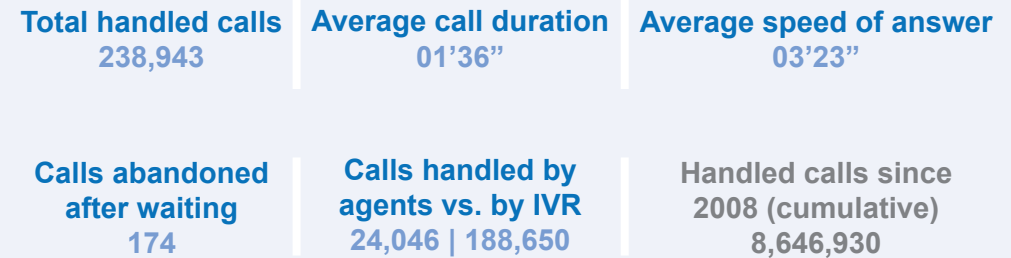 Total handled calls
238,943
Average call duration
01’36”
Average speed of answer
03’23”
Calls abandoned
after waiting
174
Calls handled by
agents vs. by IVR
24,046 | 188,650
Handled calls since
2008 (cumulative)
8,646,930